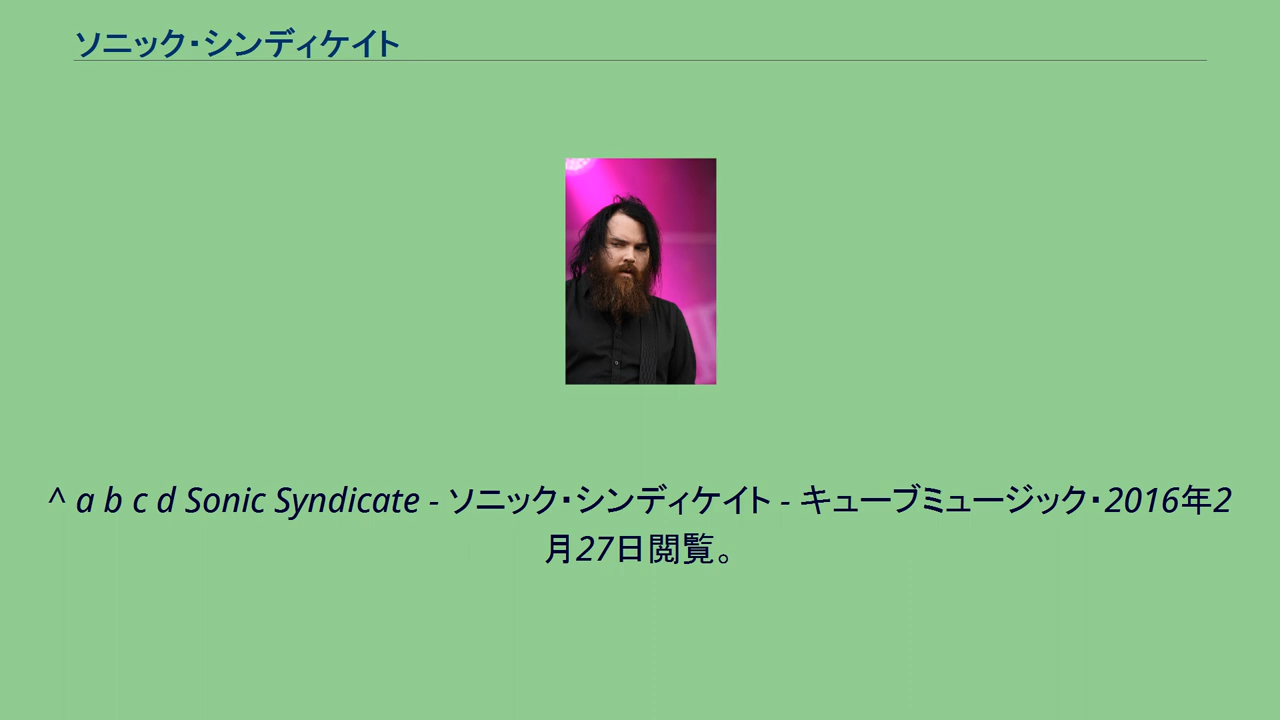 ソニック・シンディケイト
^ a b c d Sonic Syndicate - ソニック・シンディケイト - キューブミュージック・2016年2
月27日閲覧。